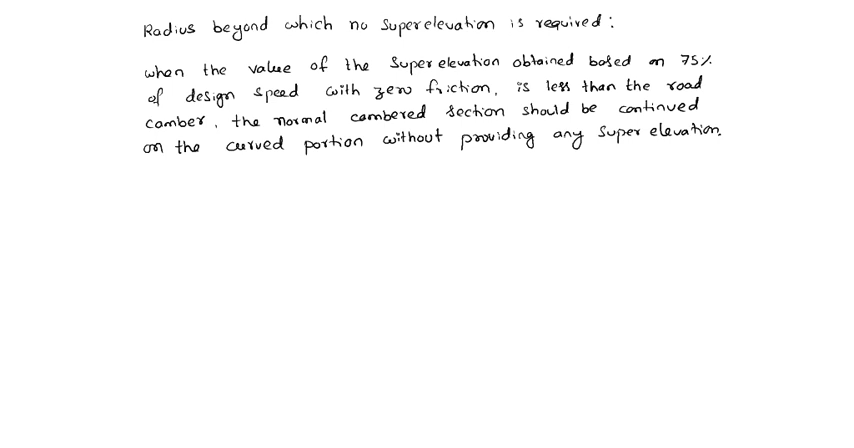 Radius beyond which no Superelevation is required :
when the value of the Super elevation obtained based on 75%
of design speed with zero friction, is less than the road
camber, the normal cambered section should be continued
on the curved portion without providing any Super elevation.